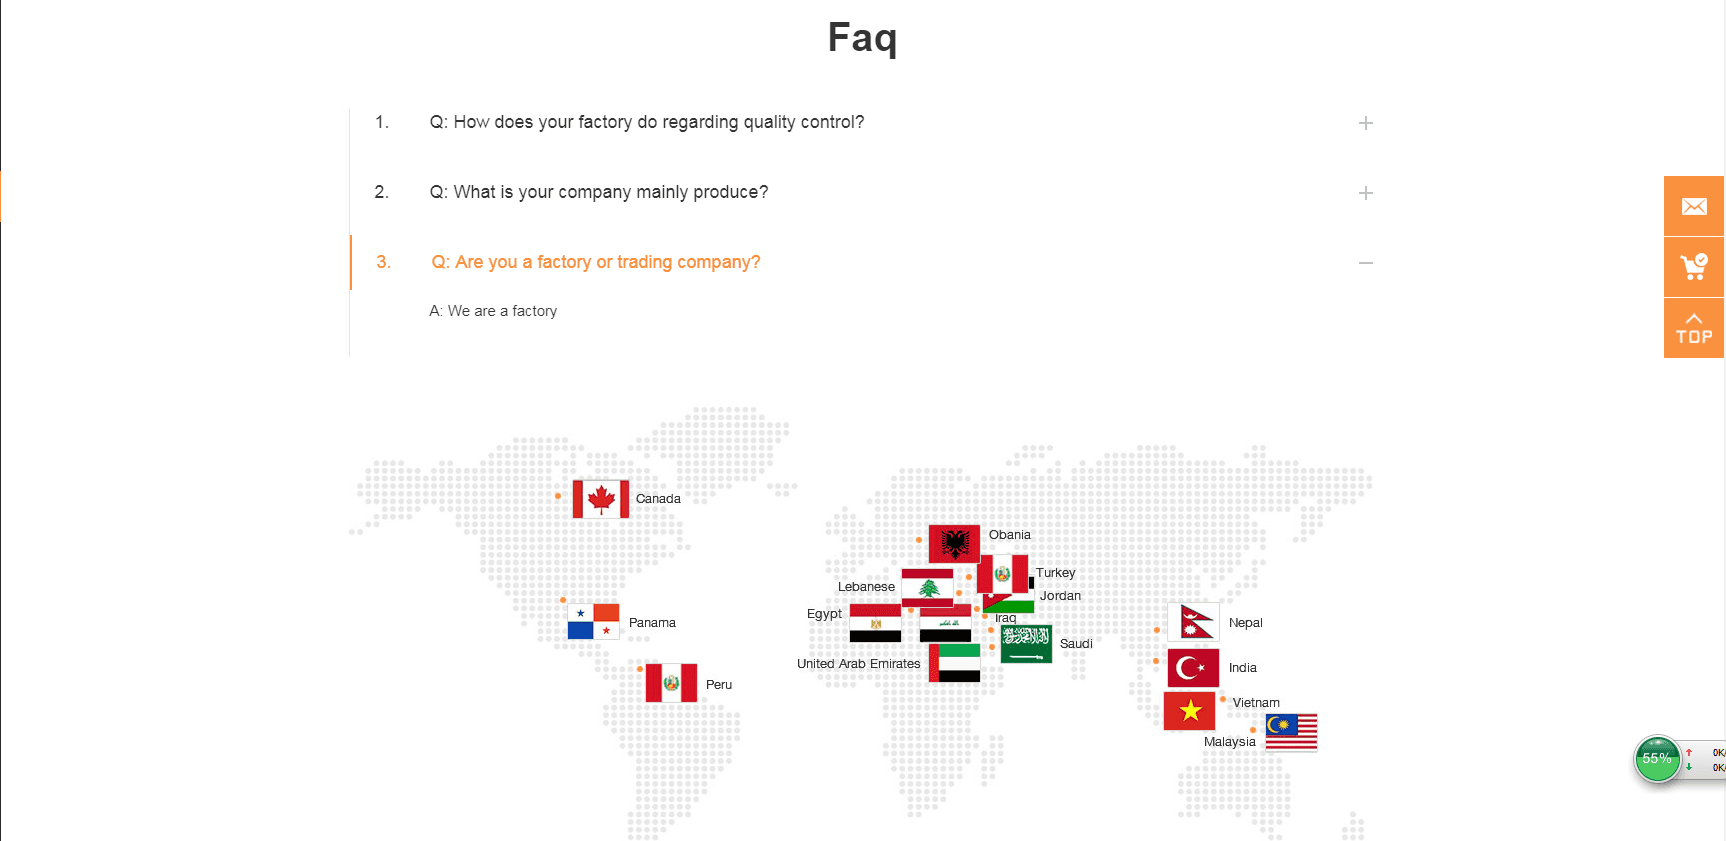 Faq
1. Q: How does your factory do regarding quality control?
2. Q: What is your company mainly produce?
3. Q: Are you a factory or trading company?
A: We are a factory
TOP
Canada
Obania
Turkey
Lebanese
Jordan
Egypt
Iraq
Panama
Nepal
Saudi
United Arab Emirates
India
Peru
Vietnam
Malaysia
55%
0K/
0K/